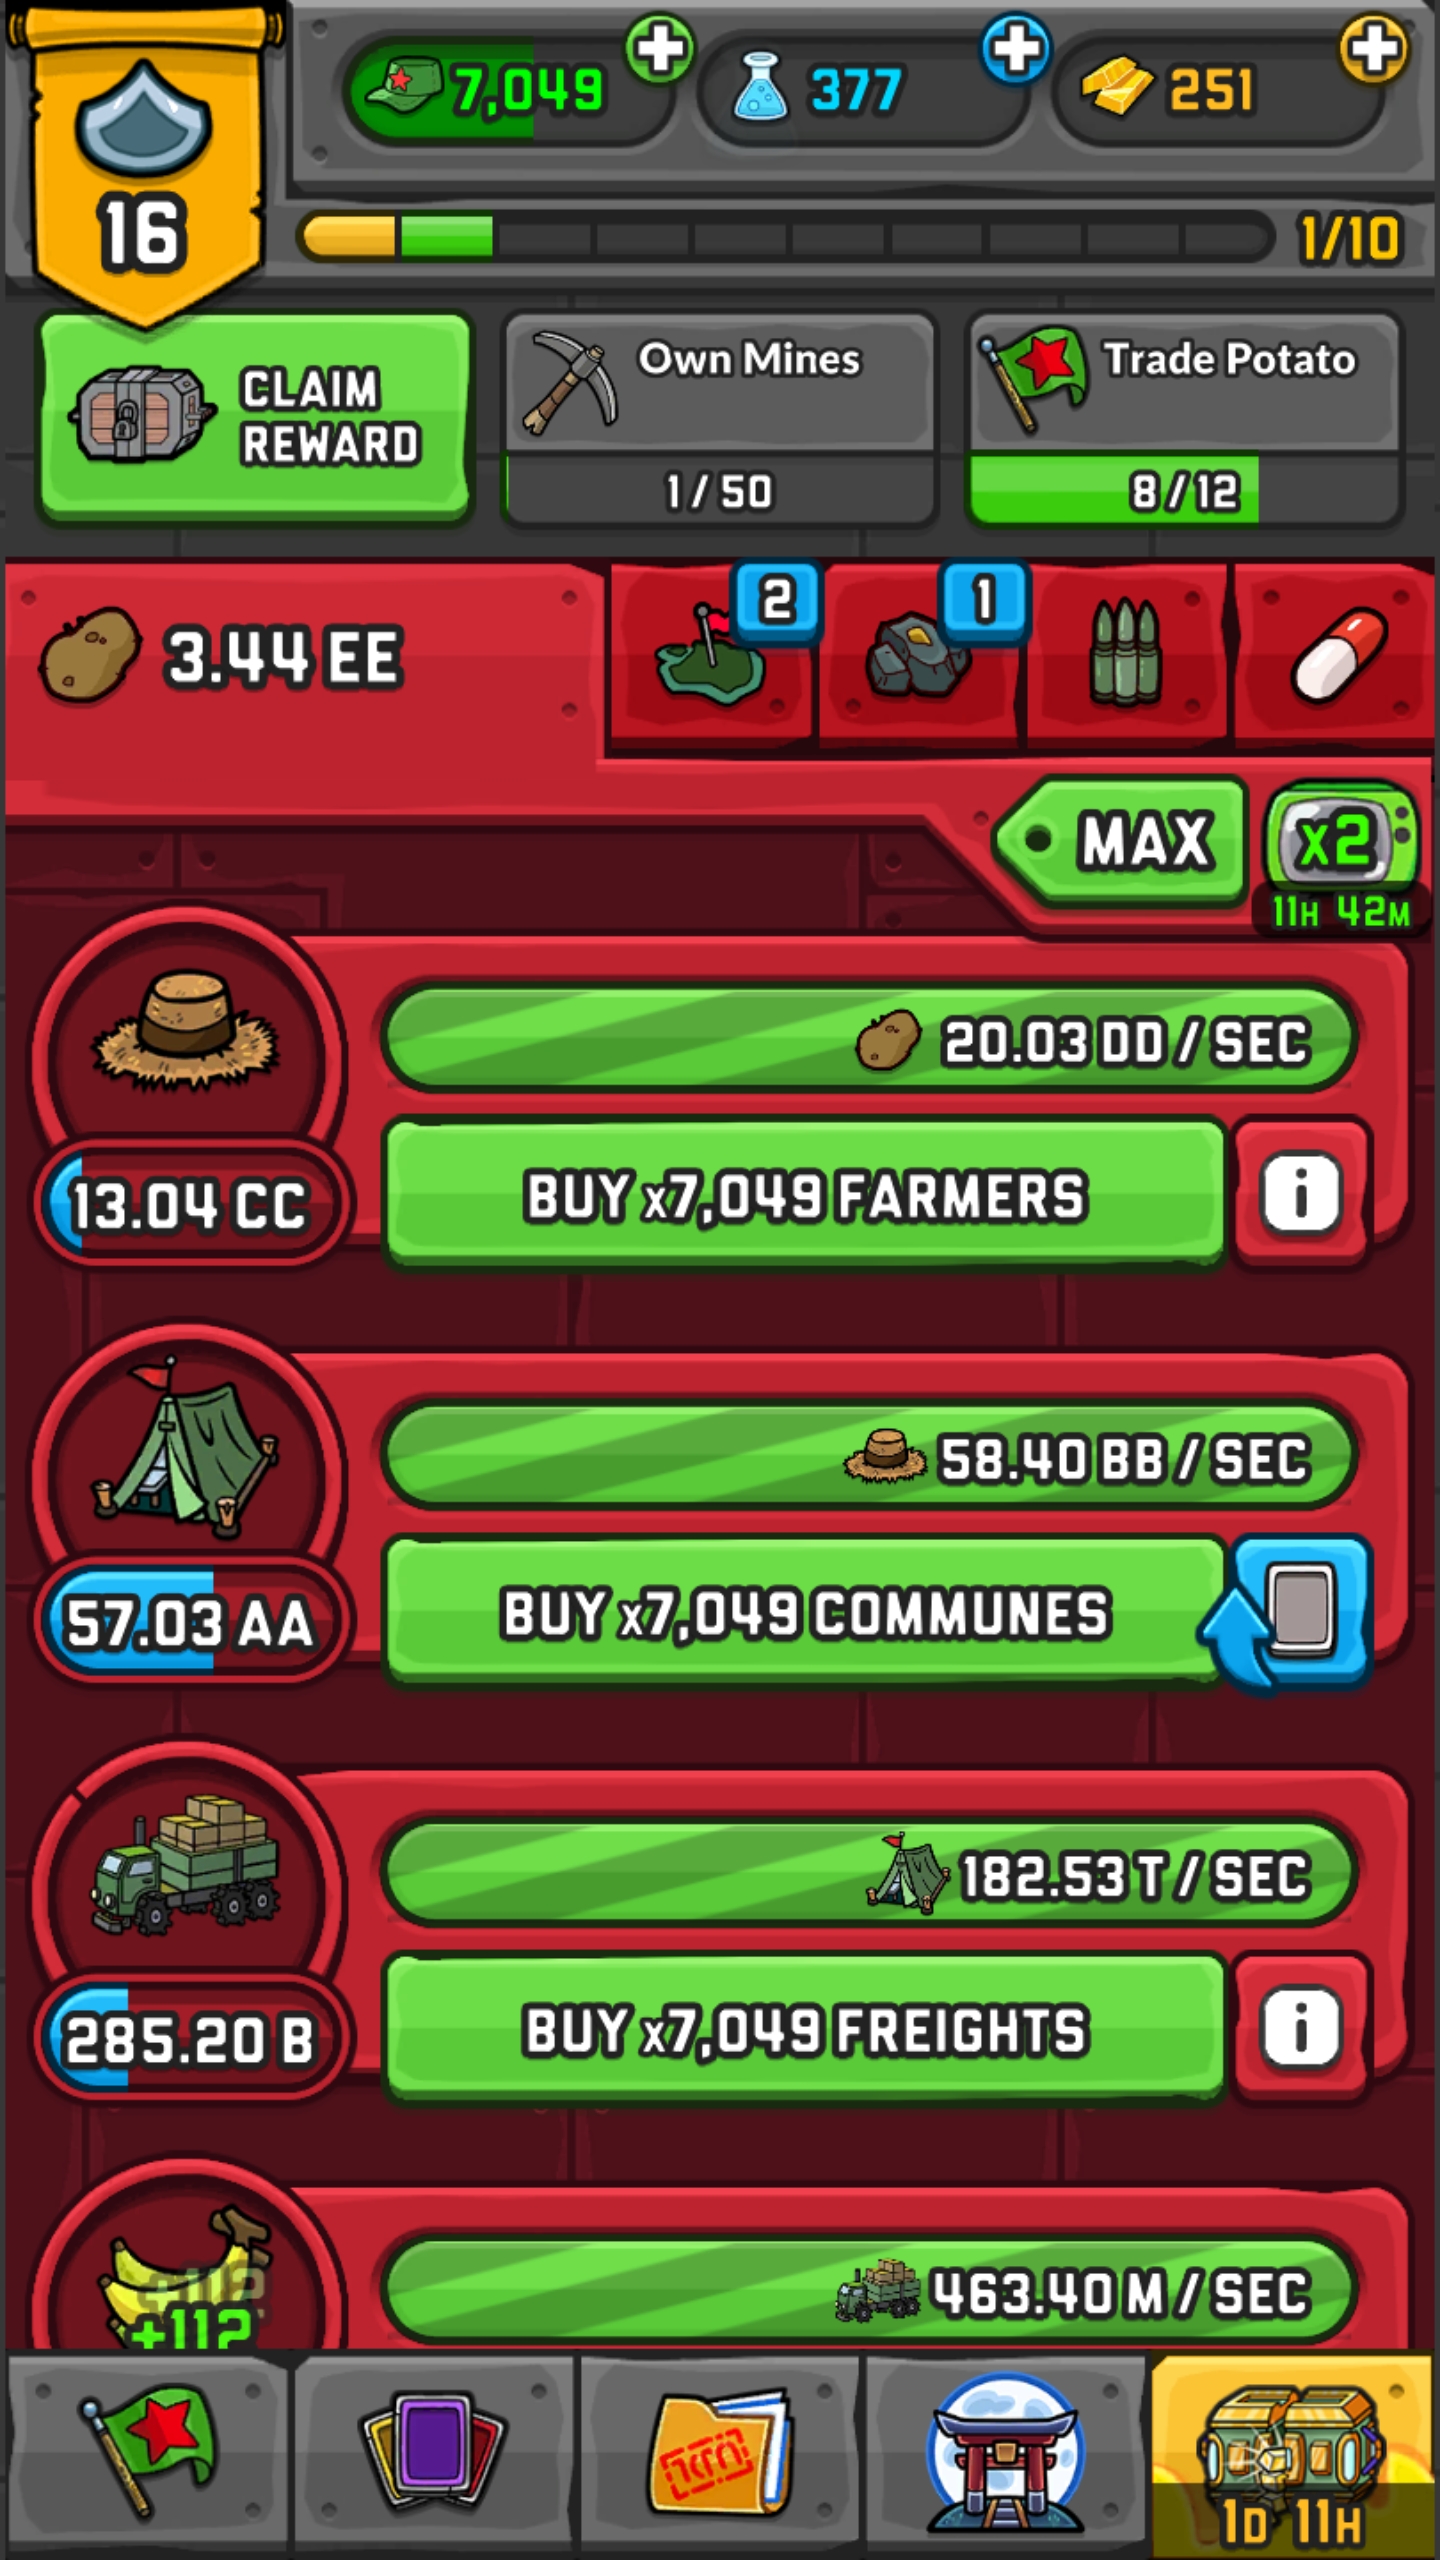 7,049
377
251
16
1/10
CLAIM
REWARD
Own Mines
1 / 50
Trade Potato
8 / 12
3.44 EE
2
1
MAX
x2
11H 42M
20.03 DD / SEC
13.04 CC
BUY x7,049 FARMERS
i
58.40 BB / SEC
57.03 AA
BUY x7,049 COMMUNES
182.53 T / SEC
285.20 B
BUY x7,049 FREIGHTS
i
463.40 M / SEC
+112
1D 11H